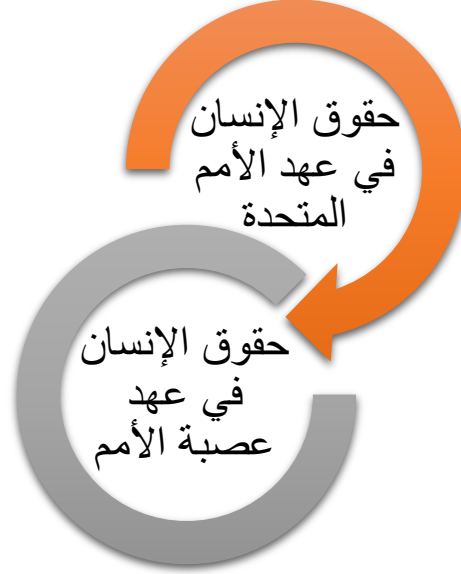 حقوق الإنسان
في عهد الأمم
المتحدة
حقوق الإنسان
في عهد
عصبة الأمم